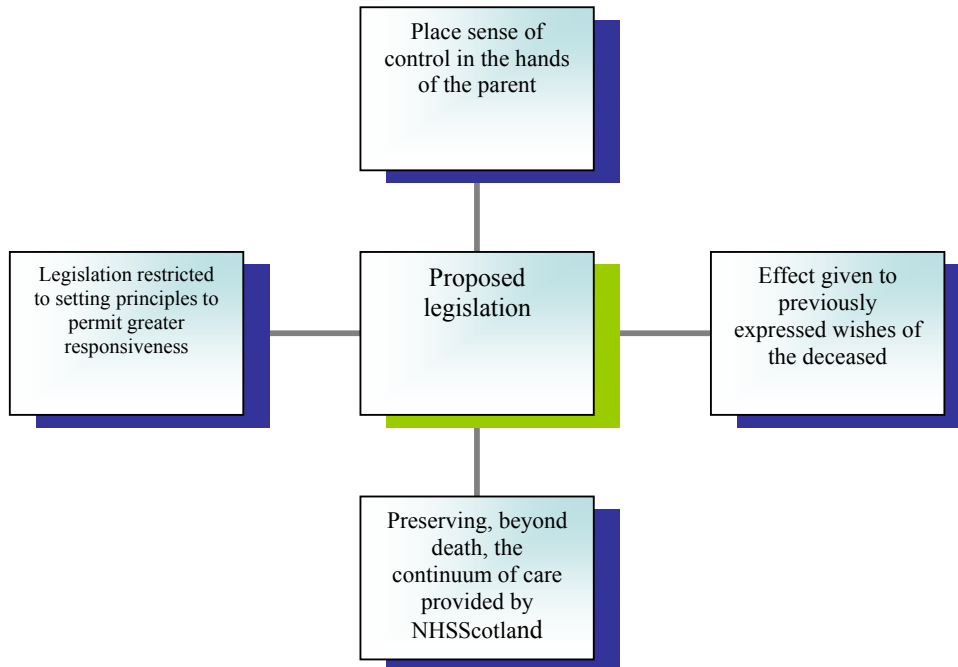 Place sense of
control in the hands
of the parent
Legislation restricted
to setting principles to
permit greater
responsiveness
Proposed
legislation
Effect given to
previously
expressed wishes of
the deceased
Preserving, beyond
death, the
continuum of care
provided by
NHSScotland